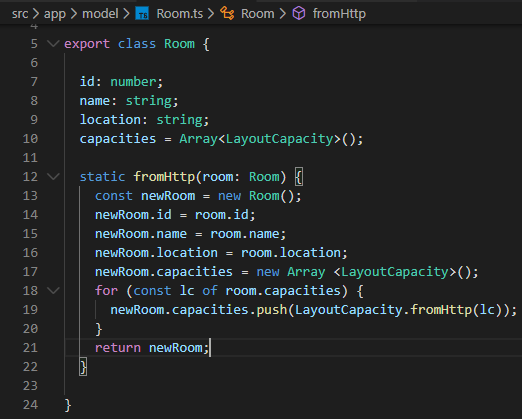 src > app > model > TS Room.ts > Room > fromHttp
4
5 export class Room {
6
7   id: number;
8   name: string;
9   location: string;
10   capacities = Array<LayoutCapacity>();
11
12   static fromHttp(room: Room) {
13     const newRoom = new Room();
14     newRoom.id = room.id;
15     newRoom.name = room.name;
16     newRoom.location = room.location;
17     newRoom.capacities = new Array <LayoutCapacity>();
18     for (const lc of room.capacities) {
19       newRoom.capacities.push(LayoutCapacity.fromHttp(lc));
20     }
21     return newRoom;
22   }
23
24 }